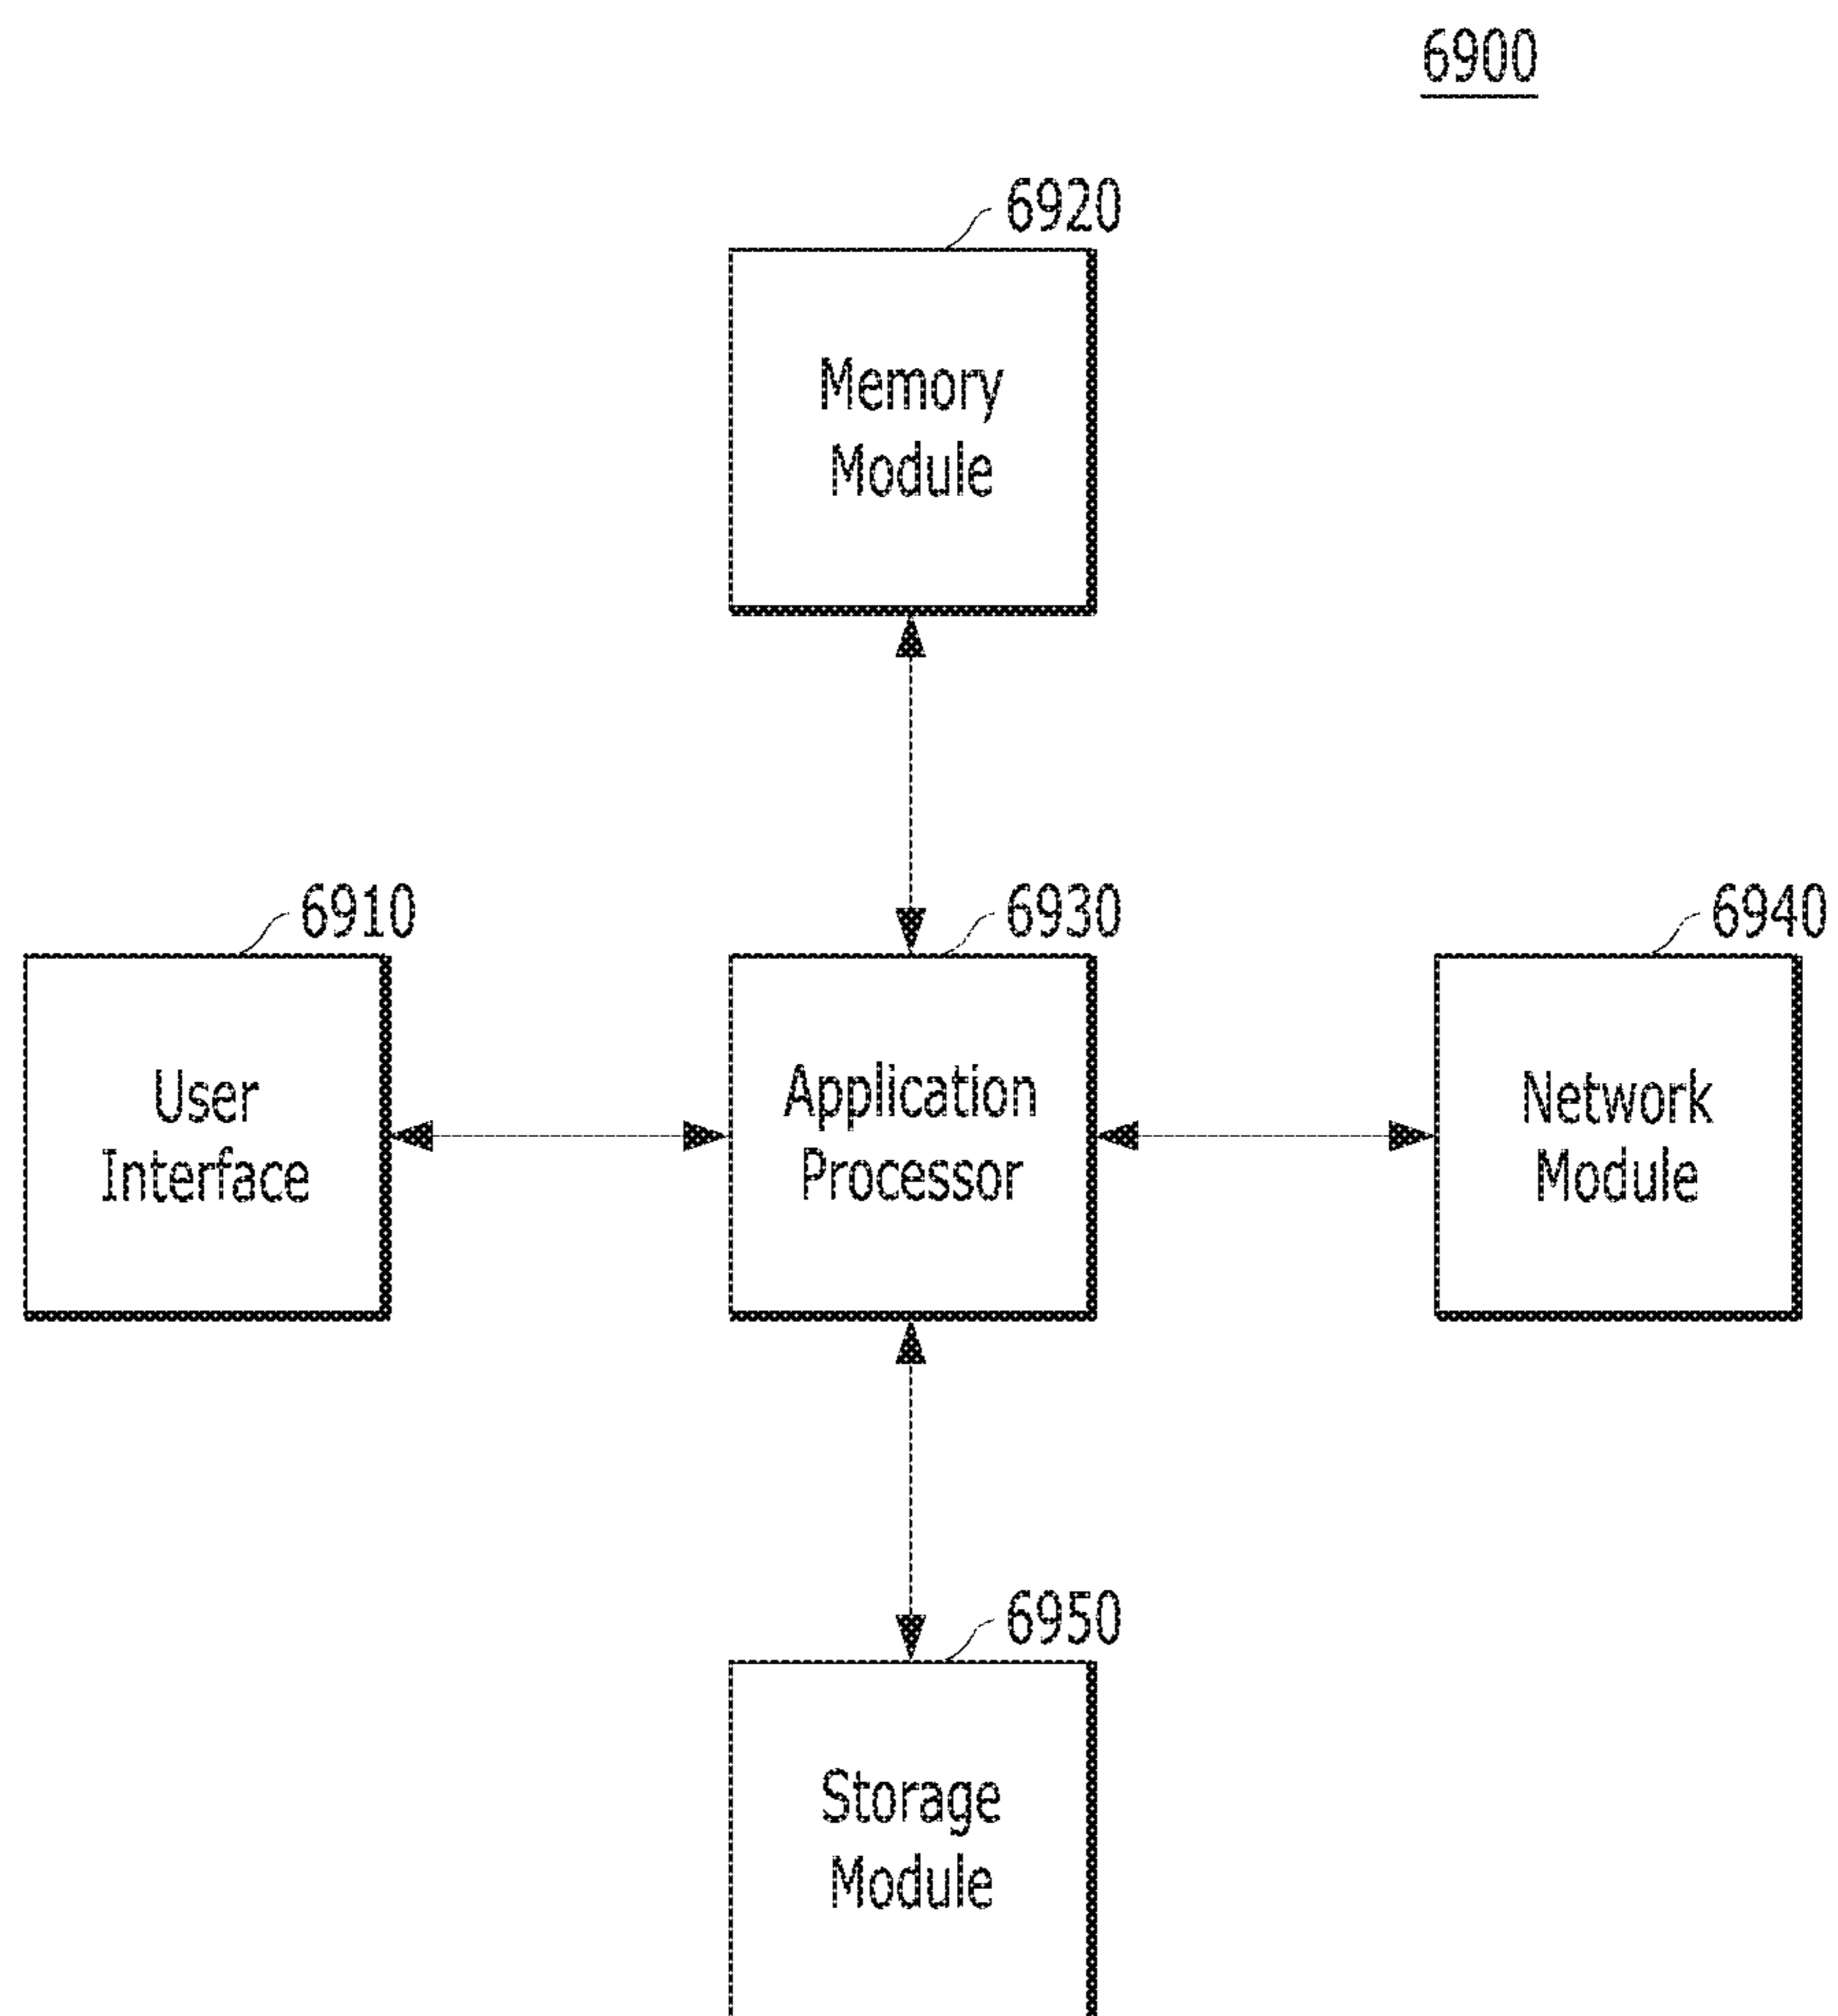 6900
6920
Memory
Module
6910
6930
6940
User
Interface
Application
Processor
Network
Module
6950
Storage
Module